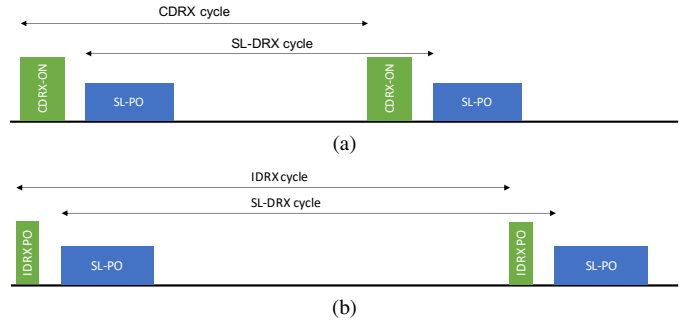 CDRX cycle
SL-DRX cycle
CDRX-ON
SL-PO
CDRX-ON
SL-PO
(a)
IDRX cycle
SL-DRX cycle
IDRX PO
SL-PO
IDRX PO
SL-PO
(b)